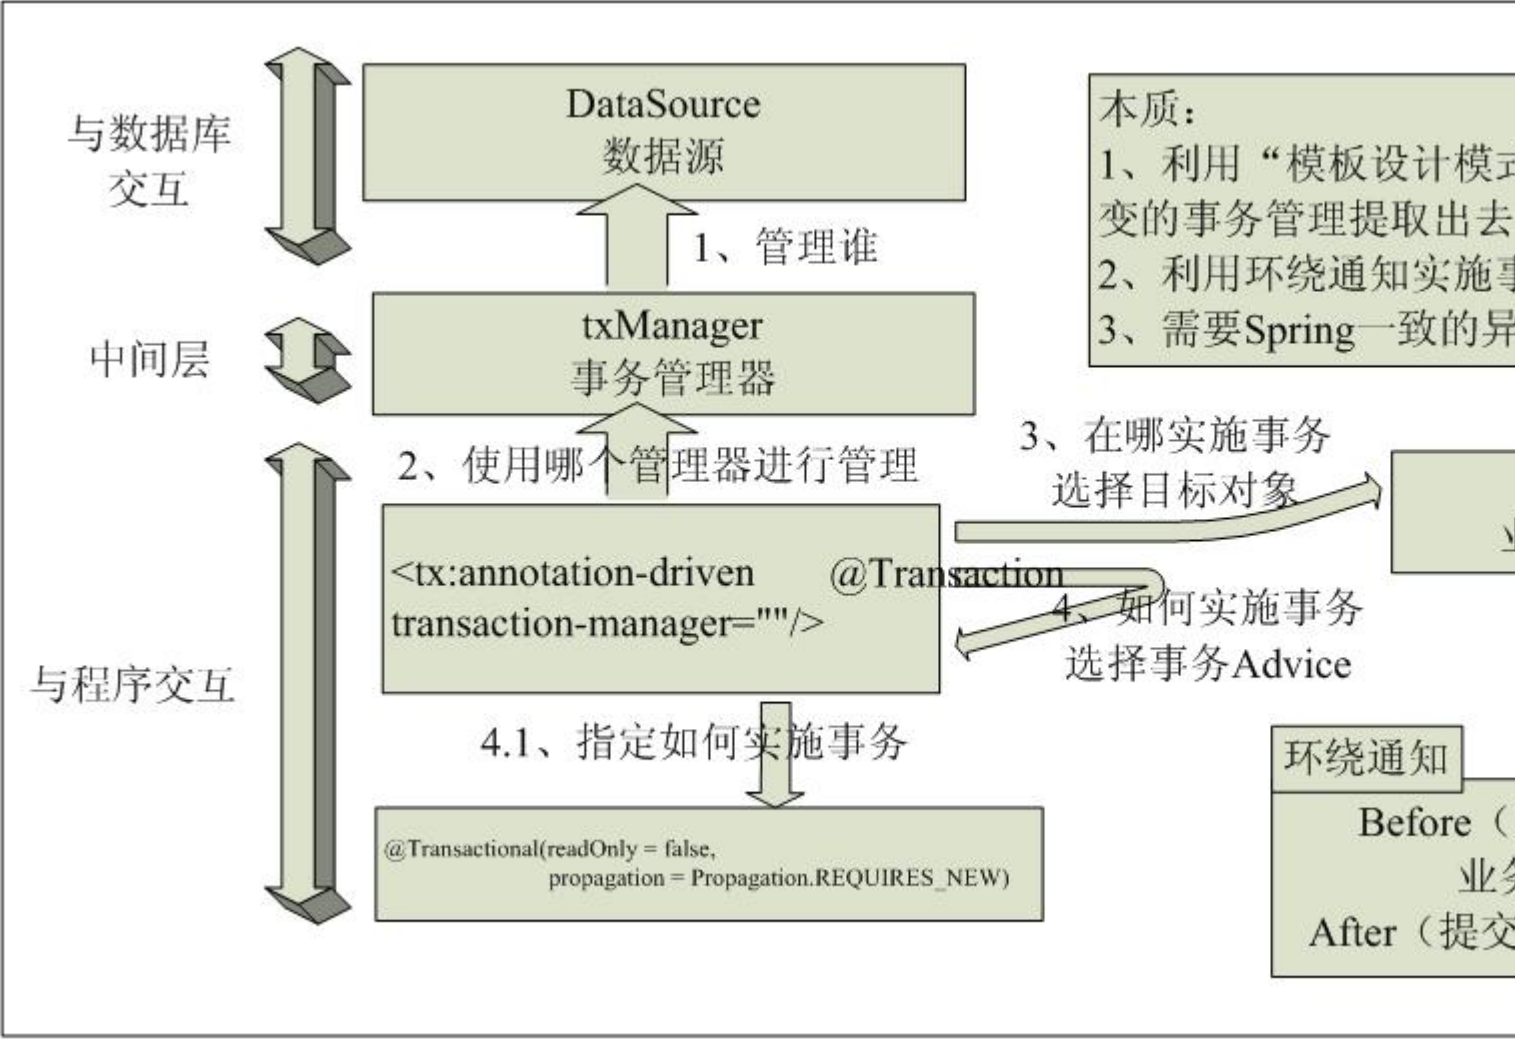 与数据库
交互
DataSource
数据源
1、管理谁
中间层
txManager
事务管理器
2、使用哪个管理器进行管理
与程序交互
<tx:annotation-driven @Transaction
transaction-manager=""/>
3、在哪实施事务
选择目标对象
4、如何实施事务
选择事务Advice
4.1、指定如何实施事务
@Transactional(readOnly = false,
propagation = Propagation.REQUIRES_NEW)
本质：
1、利用“模板设计模
变的事务管理提取出去
2、利用环绕通知实施
3、需要Spring一致的异
环绕通知
Before（
业
After（提交